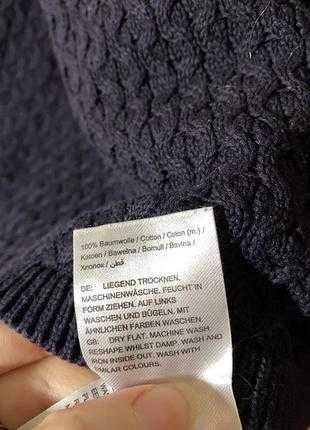 100% Baumwolle / Cotton / Coton (m.) /
Katoen / Bawełna / Bomull / Bavlna /
قطن / Хлопок
DE: LIEGEND TROCKNEN.
MASCHINENWÄSCHE, FEUCHT IN
FORM ZIEHEN. AUF LINKS
WASCHEN UND BÜGELN, MIT
ÄHNLICHEN FARBEN WASCHEN.
GB: DRY FLAT. MACHINE WASH.
RESHAPE WHILST DAMP. WASH AND
IRON INSIDE OUT. WASH WITH
SIMILAR COLOURS.